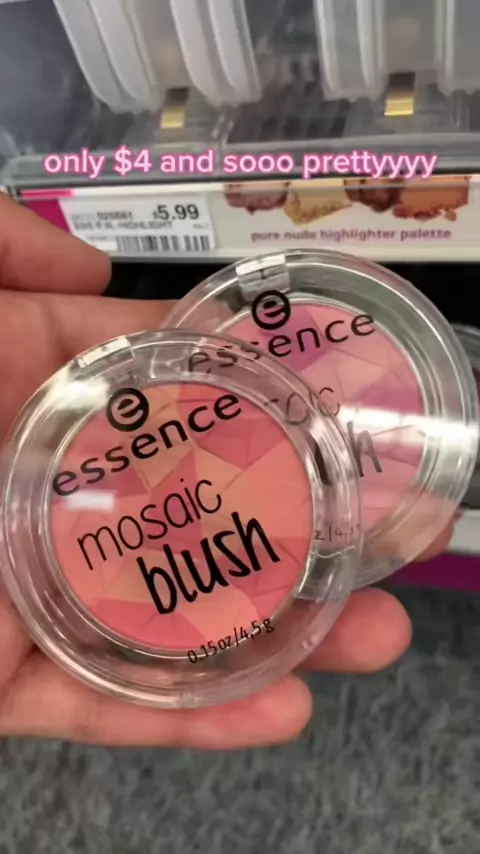 only $4 and sooo prettyyyy
$5.99
pure nude highlighter palette
e
essence
e
essence
mosaic
blush
0.15oz/4,5g